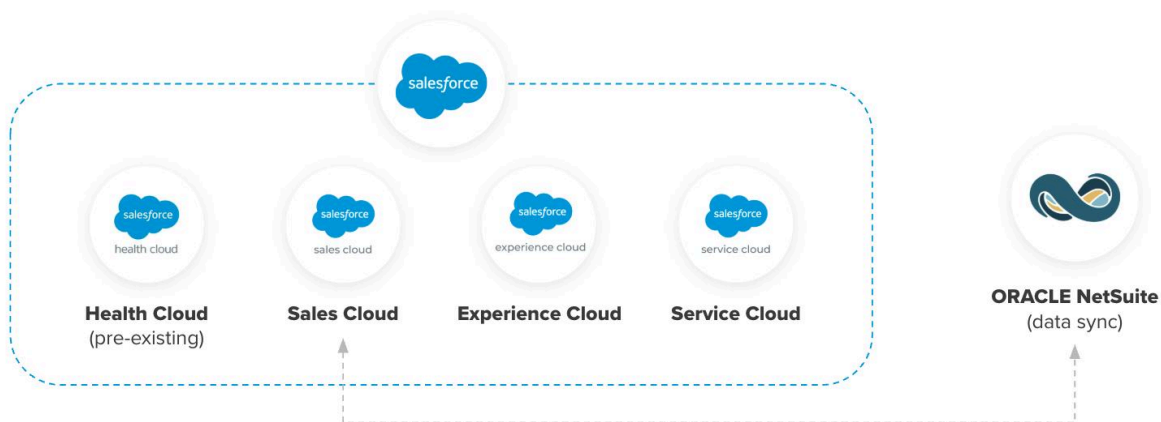 salesforce
salesforce
health cloud
salesforce
sales cloud
salesforce
experience cloud
salesforce
service cloud
Health Cloud
(pre-existing)
Sales Cloud
Experience Cloud
Service Cloud
ORACLE NetSuite
(data sync)